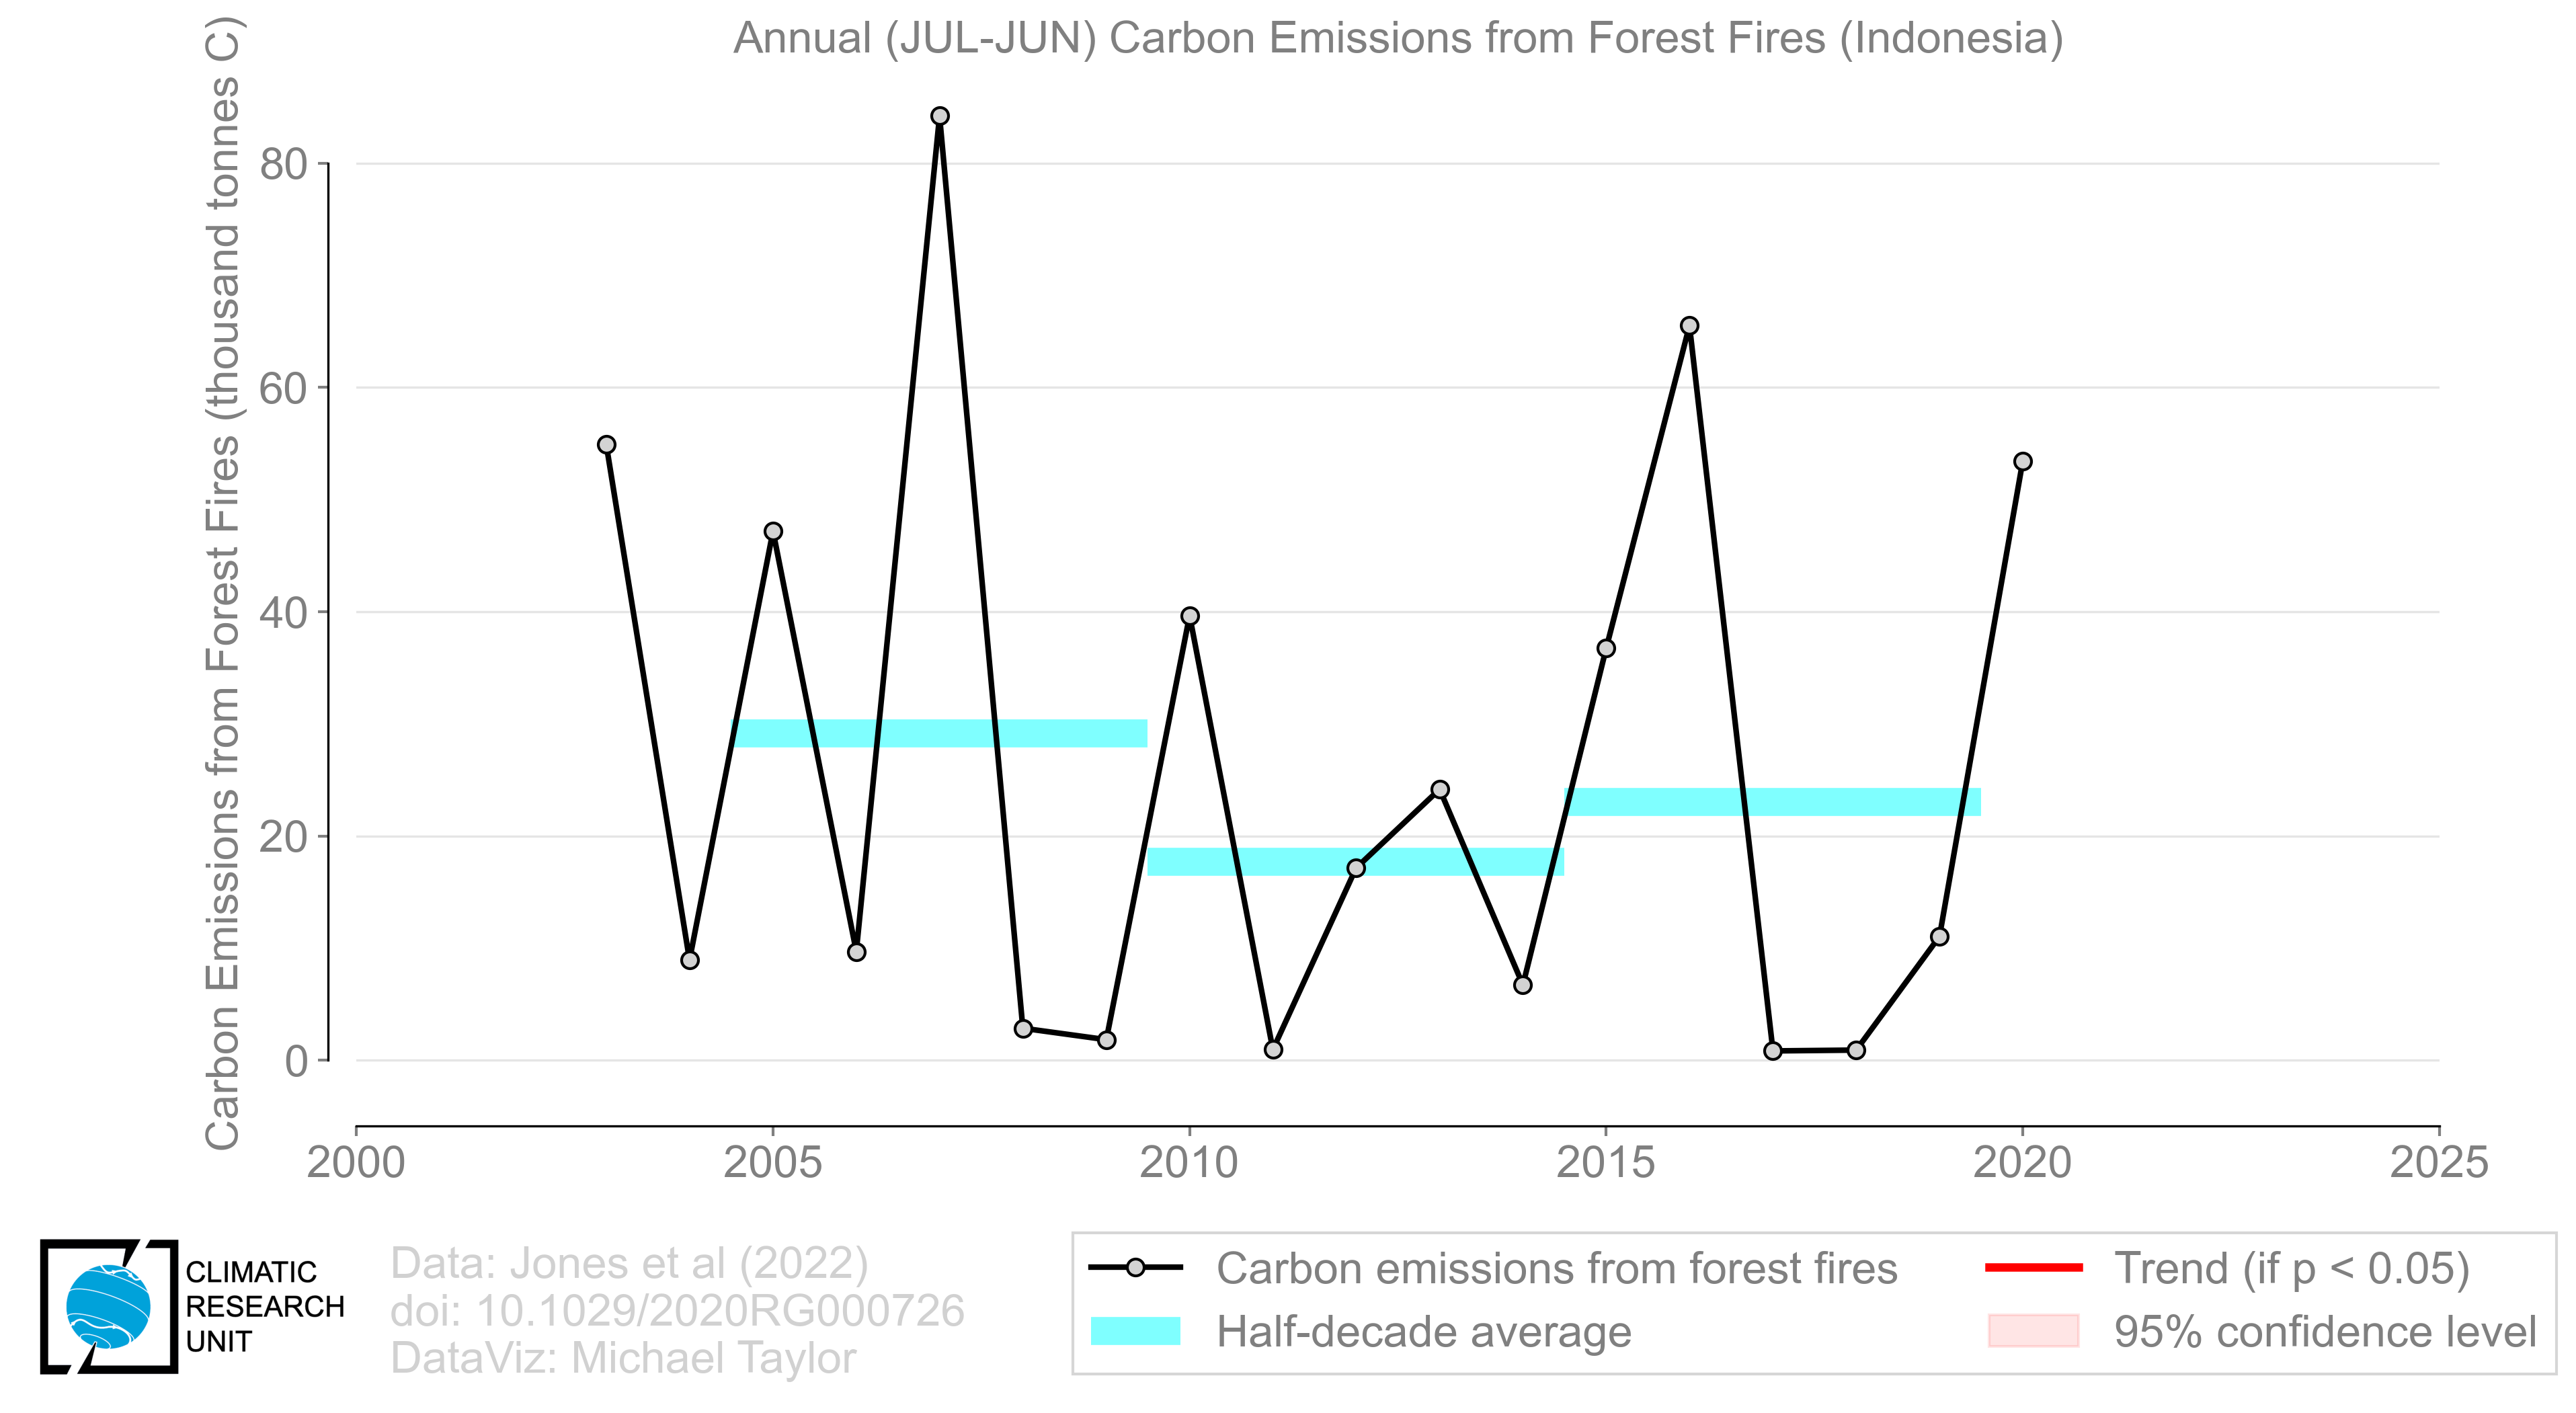 Annual (JUL-JUN) Carbon Emissions from Forest Fires (Indonesia)
Carbon Emissions from Forest Fires (thousand tonnes C)
80
60
40
20
0
2000 2005 2010 2015 2020 2025
CLIMATIC
RESEARCH
UNIT
Data: Jones et al (2022)
doi: 10.1029/2020RG000726
DataViz: Michael Taylor
Carbon emissions from forest fires
Half-decade average
Trend (if p < 0.05)
95% confidence level